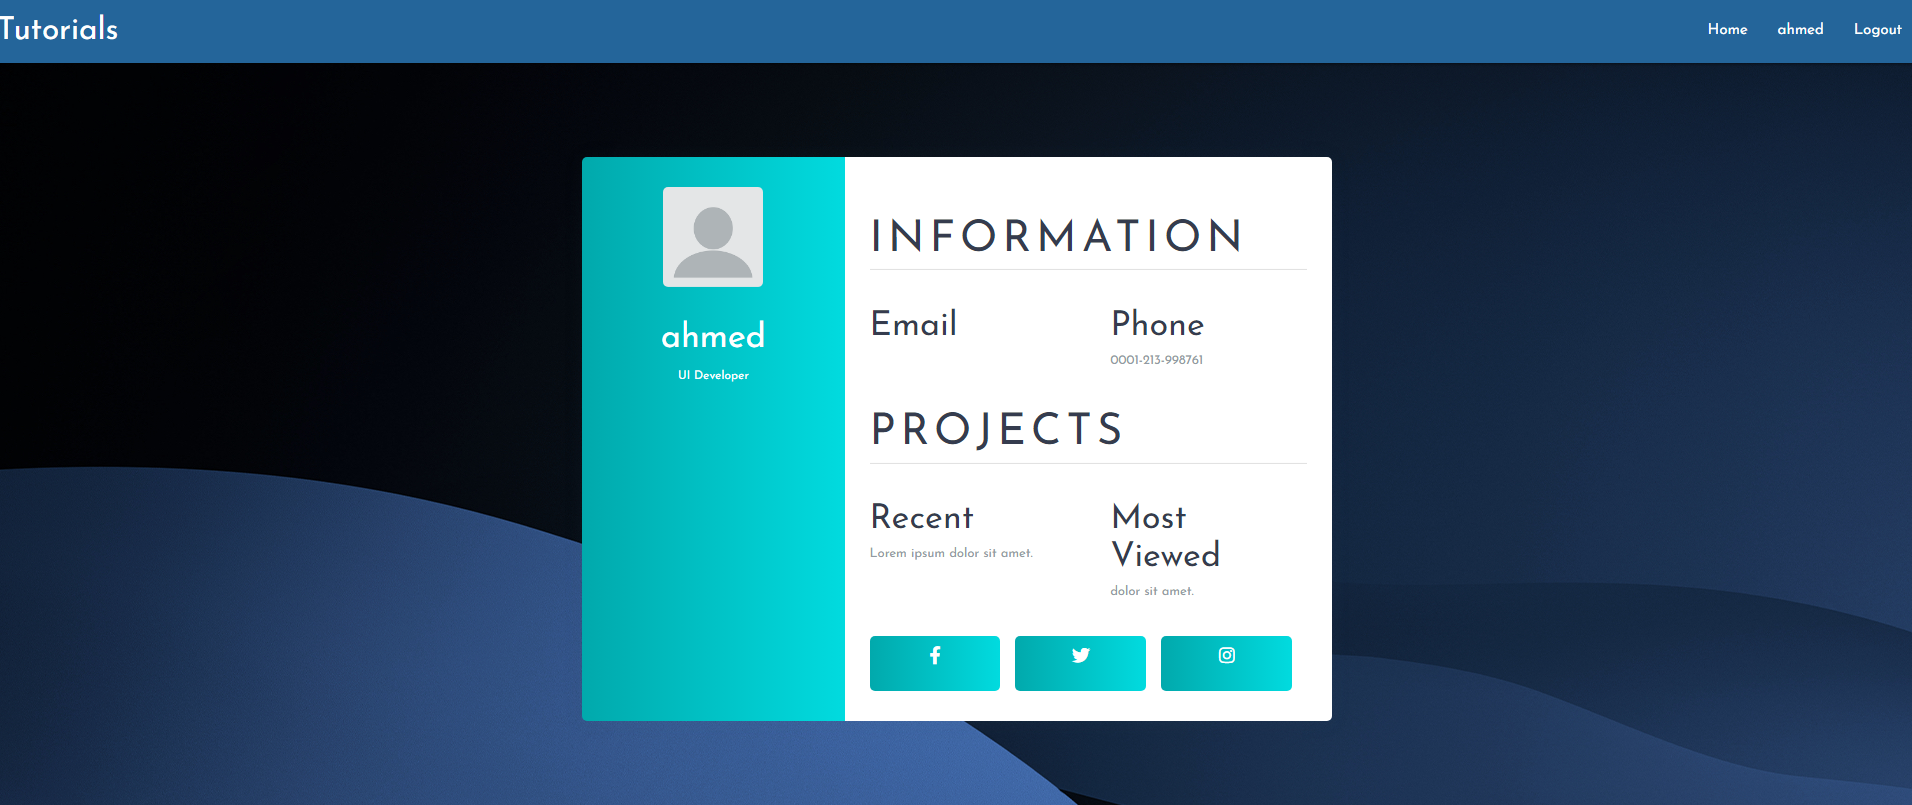 Tutorials
Home ahmed Logout
ahmed
UI Developer
INFORMATION
Email
Phone
0001-213-998761
PROJECTS
Recent
Lorem ipsum dolor sit amet.
Most
Viewed
dolor sit amet.